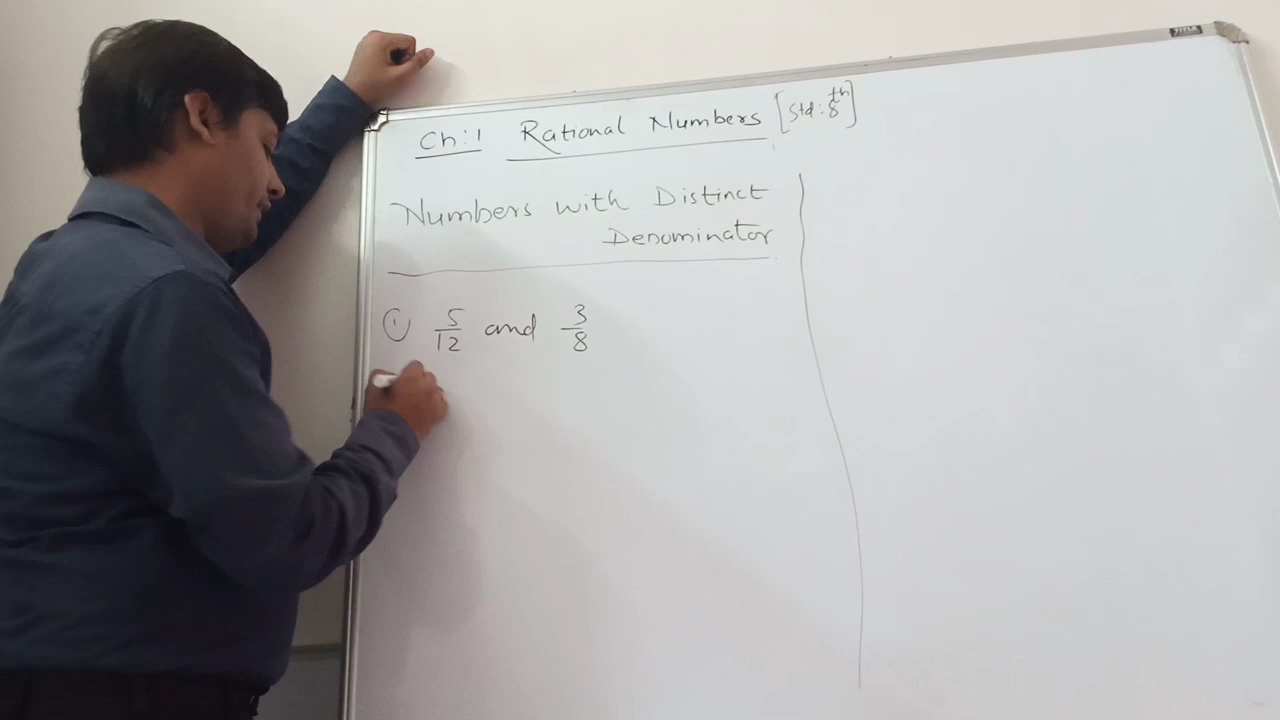 Ch:1 Rational Numbers [Std:8th]
Numbers with Distinct
Denominator
① 5/12 and 3/8